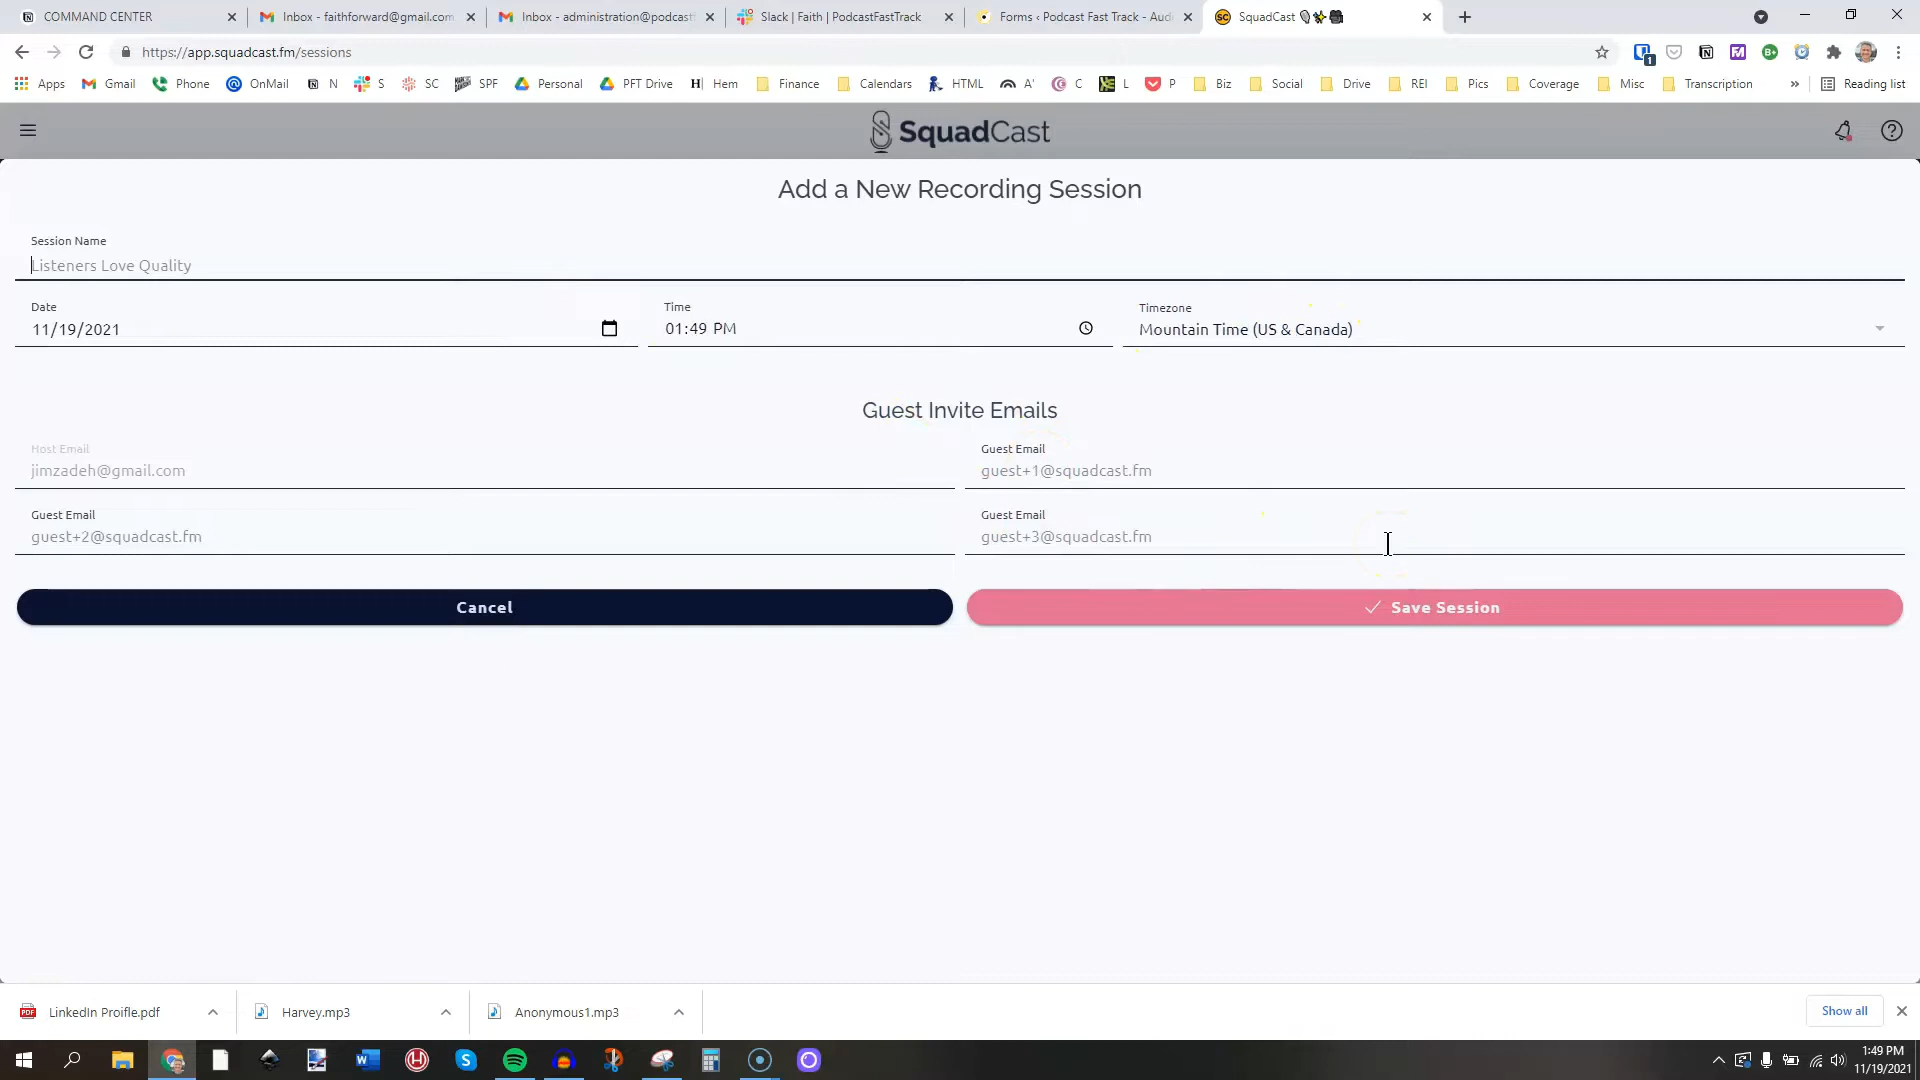 COMMAND CENTER
Inbox - faithforward@gmail.com
Inbox - administration@podcast
Slack | Faith | PodcastFastTrack
Forms ‹ Podcast Fast Track - Aud
SquadCast
https://app.squadcast.fm/sessions
Apps
Gmail
Phone
OnMail
N
S
SC
SPF
Personal
PFT Drive
Hem
Finance
Calendars
HTML
A'
C
L
P
Biz
Social
Drive
REI
Pics
Coverage
Misc
Transcription
»
Reading list
SquadCast
Add a New Recording Session
Session Name
Listeners Love Quality
Date
Time
Timezone
11/19/2021
01:49 PM
Mountain Time (US & Canada)
Guest Invite Emails
Host Email
Guest Email
jimzadeh@gmail.com
guest+1@squadcast.fm
Guest Email
Guest Email
guest+2@squadcast.fm
guest+3@squadcast.fm
Cancel
Save Session
LinkedIn Proifle.pdf
Harvey.mp3
Anonymous1.mp3
Show all
1:49 PM
11/19/2021